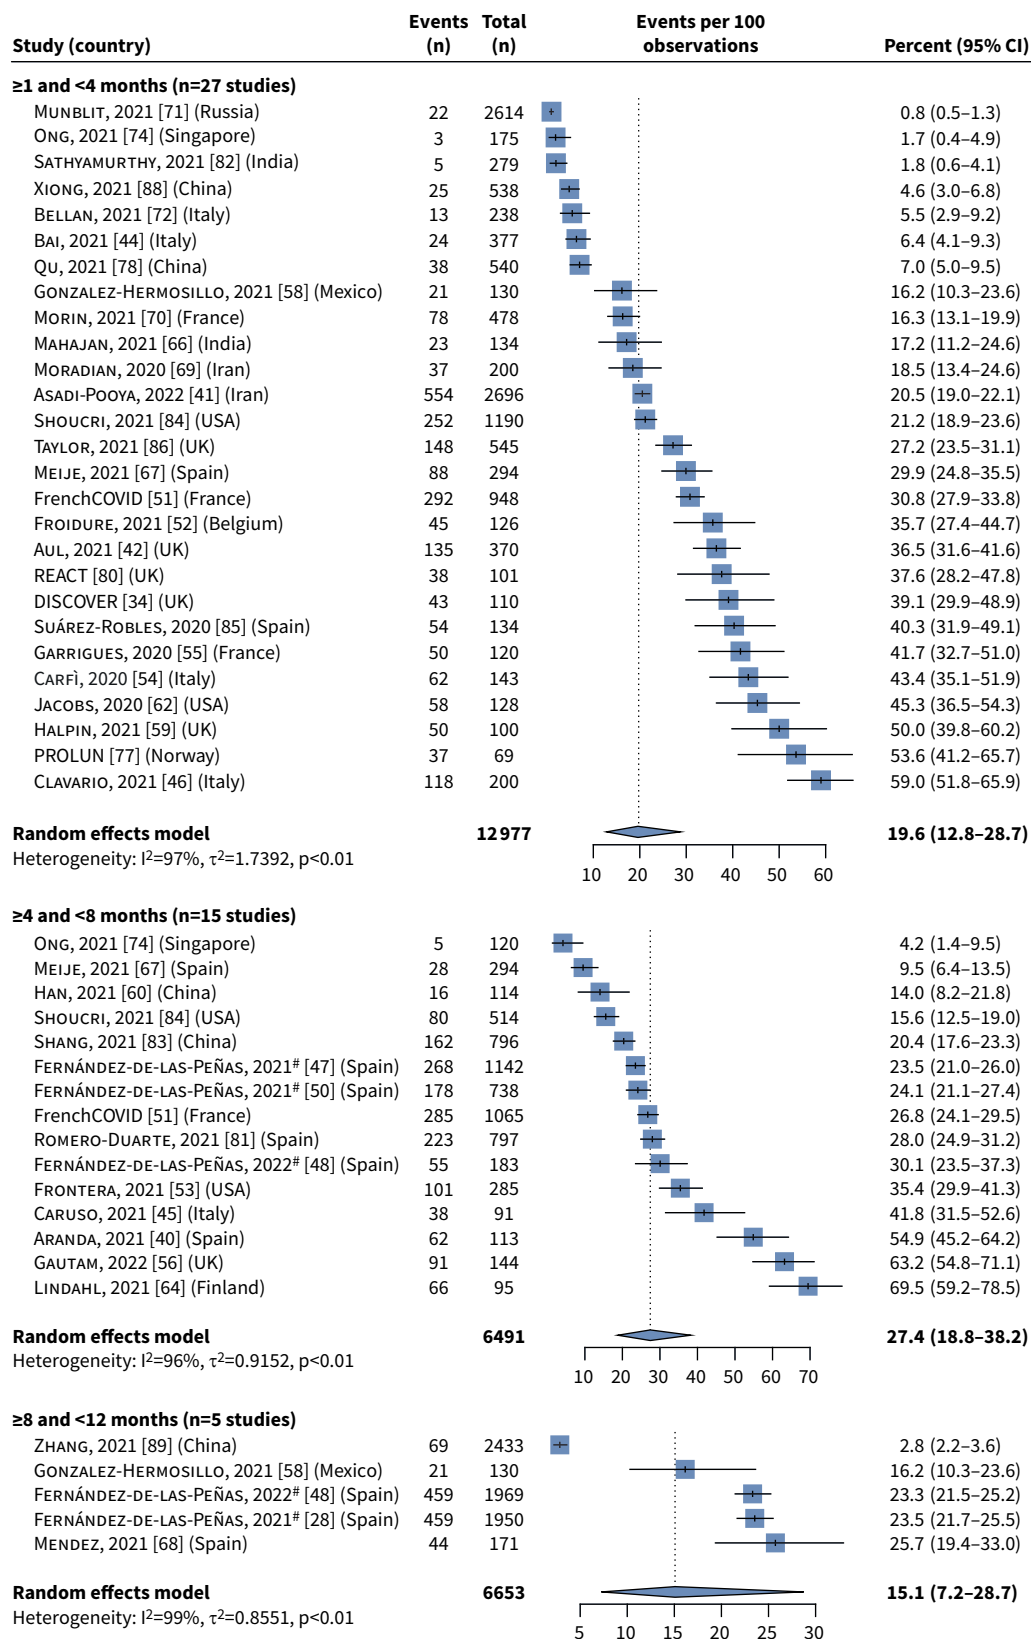 Study (country) Events (n) Total (n) Events per 100 observations Percent (95% CI)
≥1 and <4 months (n=27 studies)
MUNBLIT, 2021 [71] (Russia) 22 2614 0.8 (0.5–1.3)
ONG, 2021 [74] (Singapore) 3 175 1.7 (0.4–4.9)
SATHYAMURTHY, 2021 [82] (India) 5 279 1.8 (0.6–4.1)
XIONG, 2021 [88] (China) 25 538 4.6 (3.0–6.8)
BELLAN, 2021 [72] (Italy) 13 238 5.5 (2.9–9.2)
BAI, 2021 [44] (Italy) 24 377 6.4 (4.1–9.3)
QU, 2021 [78] (China) 38 540 7.0 (5.0–9.5)
GONZALEZ-HERMOSILLO, 2021 [58] (Mexico) 21 130 16.2 (10.3–23.6)
MORIN, 2021 [70] (France) 78 478 16.3 (13.1–19.9)
MAHAJAN, 2021 [66] (India) 23 134 17.2 (11.2–24.6)
MORADIAN, 2020 [69] (Iran) 37 200 18.5 (13.4–24.6)
ASADI-POOYA, 2022 [41] (Iran) 554 2696 20.5 (19.0–22.1)
SHOUCRI, 2021 [84] (USA) 252 1190 21.2 (18.9–23.6)
TAYLOR, 2021 [86] (UK) 148 545 27.2 (23.5–31.1)
MEIJE, 2021 [67] (Spain) 88 294 29.9 (24.8–35.5)
FrenchCOVID [51] (France) 292 948 30.8 (27.9–33.8)
FROIDURE, 2021 [52] (Belgium) 45 126 35.7 (27.4–44.7)
AUL, 2021 [42] (UK) 135 370 36.5 (31.6–41.6)
REACT [80] (UK) 38 101 37.6 (28.2–47.8)
DISCOVER [34] (UK) 43 110 39.1 (29.9–48.9)
SUÁREZ-ROBLES, 2020 [85] (Spain) 54 134 40.3 (31.9–49.1)
GARRIGUES, 2020 [55] (France) 50 120 41.7 (32.7–51.0)
CARFÌ, 2020 [54] (Italy) 62 143 43.4 (35.1–51.9)
JACOBS, 2020 [62] (USA) 58 128 45.3 (36.5–54.3)
HALPIN, 2021 [59] (UK) 50 100 50.0 (39.8–60.2)
PROLUN [77] (Norway) 37 69 53.6 (41.2–65.7)
CLAVARIO, 2021 [46] (Italy) 118 200 59.0 (51.8–65.9)
Random effects model 12977 19.6 (12.8–28.7)
Heterogeneity: I²=97%, τ²=1.7392, p<0.01
10 20 30 40 50 60
≥4 and <8 months (n=15 studies)
ONG, 2021 [74] (Singapore) 5 120 4.2 (1.4–9.5)
MEIJE, 2021 [67] (Spain) 28 294 9.5 (6.4–13.5)
HAN, 2021 [60] (China) 16 114 14.0 (8.2–21.8)
SHOUCRI, 2021 [84] (USA) 80 514 15.6 (12.5–19.0)
SHANG, 2021 [83] (China) 162 796 20.4 (17.6–23.3)
FERNÁNDEZ-DE-LAS-PEÑAS, 2021# [47] (Spain) 268 1142 23.5 (21.0–26.0)
FERNÁNDEZ-DE-LAS-PEÑAS, 2021# [50] (Spain) 178 738 24.1 (21.1–27.4)
FrenchCOVID [51] (France) 285 1065 26.8 (24.1–29.5)
ROMERO-DUARTE, 2021 [81] (Spain) 223 797 28.0 (24.9–31.2)
FERNÁNDEZ-DE-LAS-PEÑAS, 2022# [48] (Spain) 55 183 30.1 (23.5–37.3)
FRONTERA, 2021 [53] (USA) 101 285 35.4 (29.9–41.3)
CARUSO, 2021 [45] (Italy) 38 91 41.8 (31.5–52.6)
ARANDA, 2021 [40] (Spain) 62 113 54.9 (45.2–64.2)
GAUTAM, 2022 [56] (UK) 91 144 63.2 (54.8–71.1)
LINDAHL, 2021 [64] (Finland) 66 95 69.5 (59.2–78.5)
Random effects model 6491 27.4 (18.8–38.2)
Heterogeneity: I²=96%, τ²=0.9152, p<0.01
10 20 30 40 50 60 70
≥8 and <12 months (n=5 studies)
ZHANG, 2021 [89] (China) 69 2433 2.8 (2.2–3.6)
GONZALEZ-HERMOSILLO, 2021 [58] (Mexico) 21 130 16.2 (10.3–23.6)
FERNÁNDEZ-DE-LAS-PEÑAS, 2022# [48] (Spain) 459 1969 23.3 (21.5–25.2)
FERNÁNDEZ-DE-LAS-PEÑAS, 2021# [28] (Spain) 459 1950 23.5 (21.7–25.5)
MENDEZ, 2021 [68] (Spain) 44 171 25.7 (19.4–33.0)
Random effects model 6653 15.1 (7.2–28.7)
Heterogeneity: I²=99%, τ²=0.8551, p<0.01
5 10 15 20 25 30